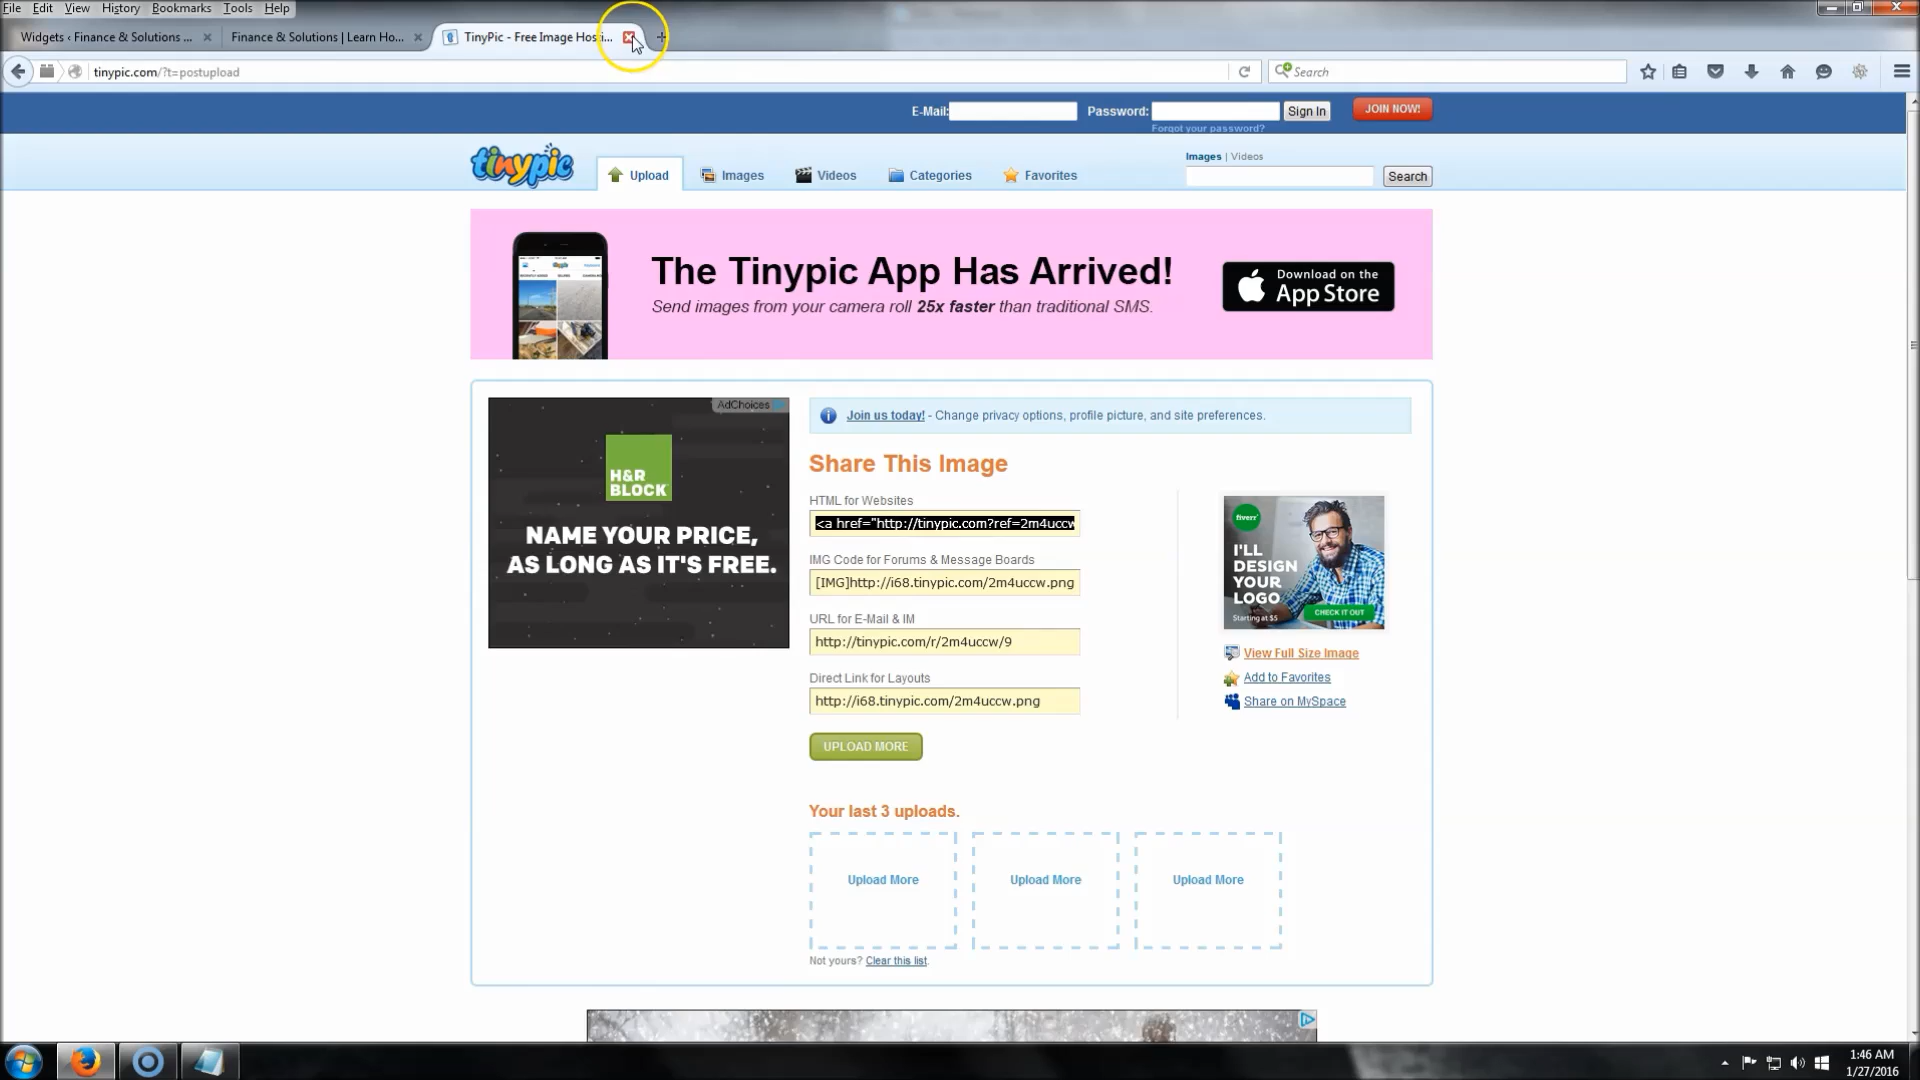 File Edit View History Bookmarks Tools Help
Widgets ‹ Finance & Solutions ...
Finance & Solutions | Learn Ho...
TinyPic - Free Image Hosti...
tinypic.com/?t=postupload
Search
E-Mail:
Password:
Sign In
JOIN NOW!
Forgot your password?
tinypic
Upload
Images
Videos
Categories
Favorites
Images | Videos
Search
The Tinypic App Has Arrived!
Send images from your camera roll 25x faster than traditional SMS.
Download on the
App Store
AdChoices
H&R
BLOCK
NAME YOUR PRICE,
AS LONG AS IT'S FREE.
Join us today! - Change privacy options, profile picture, and site preferences.
Share This Image
HTML for Websites
<a href="http://tinypic.com?ref=2m4uccw
IMG Code for Forums & Message Boards
[IMG]http://i68.tinypic.com/2m4uccw.png
URL for E-Mail & IM
http://tinypic.com/r/2m4uccw/9
Direct Link for Layouts
http://i68.tinypic.com/2m4uccw.png
UPLOAD MORE
fiverr
I'LL
DESIGN
YOUR
LOGO
Starting at $5
CHECK IT OUT
View Full Size Image
Add to Favorites
Share on MySpace
Your last 3 uploads.
Upload More
Upload More
Upload More
Not yours? Clear this list.
1:46 AM
1/27/2016